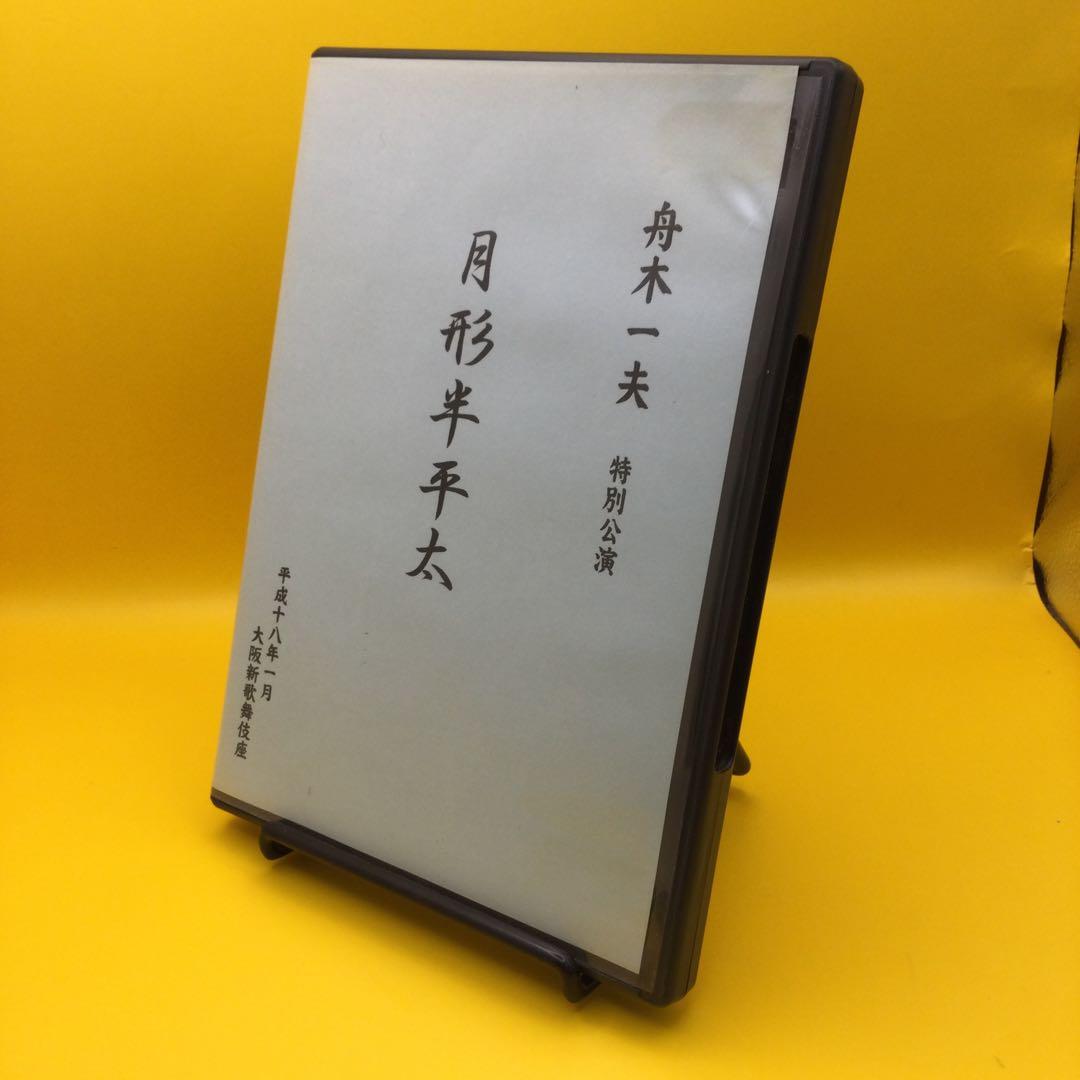 舟木一夫 特別公演
月形半平太
平成十八年一月
大阪新歌舞伎座